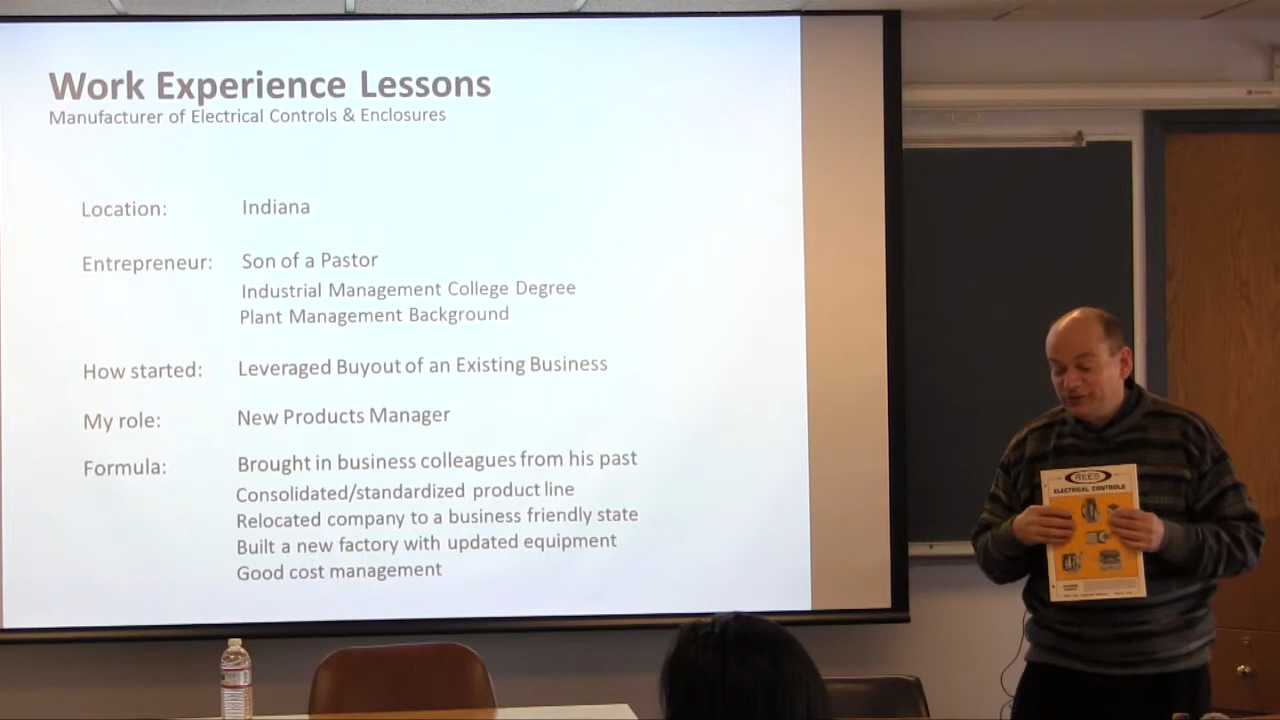 Work Experience Lessons
Manufacturer of Electrical Controls & Enclosures
Location: Indiana
Entrepreneur: Son of a Pastor
Industrial Management College Degree
Plant Management Background
How started: Leveraged Buyout of an Existing Business
My role: New Products Manager
Formula: Brought in business colleagues from his past
Consolidated/standardized product line
Relocated company to a business friendly state
Built a new factory with updated equipment
Good cost management
REES
ELECTRICAL CONTROLS